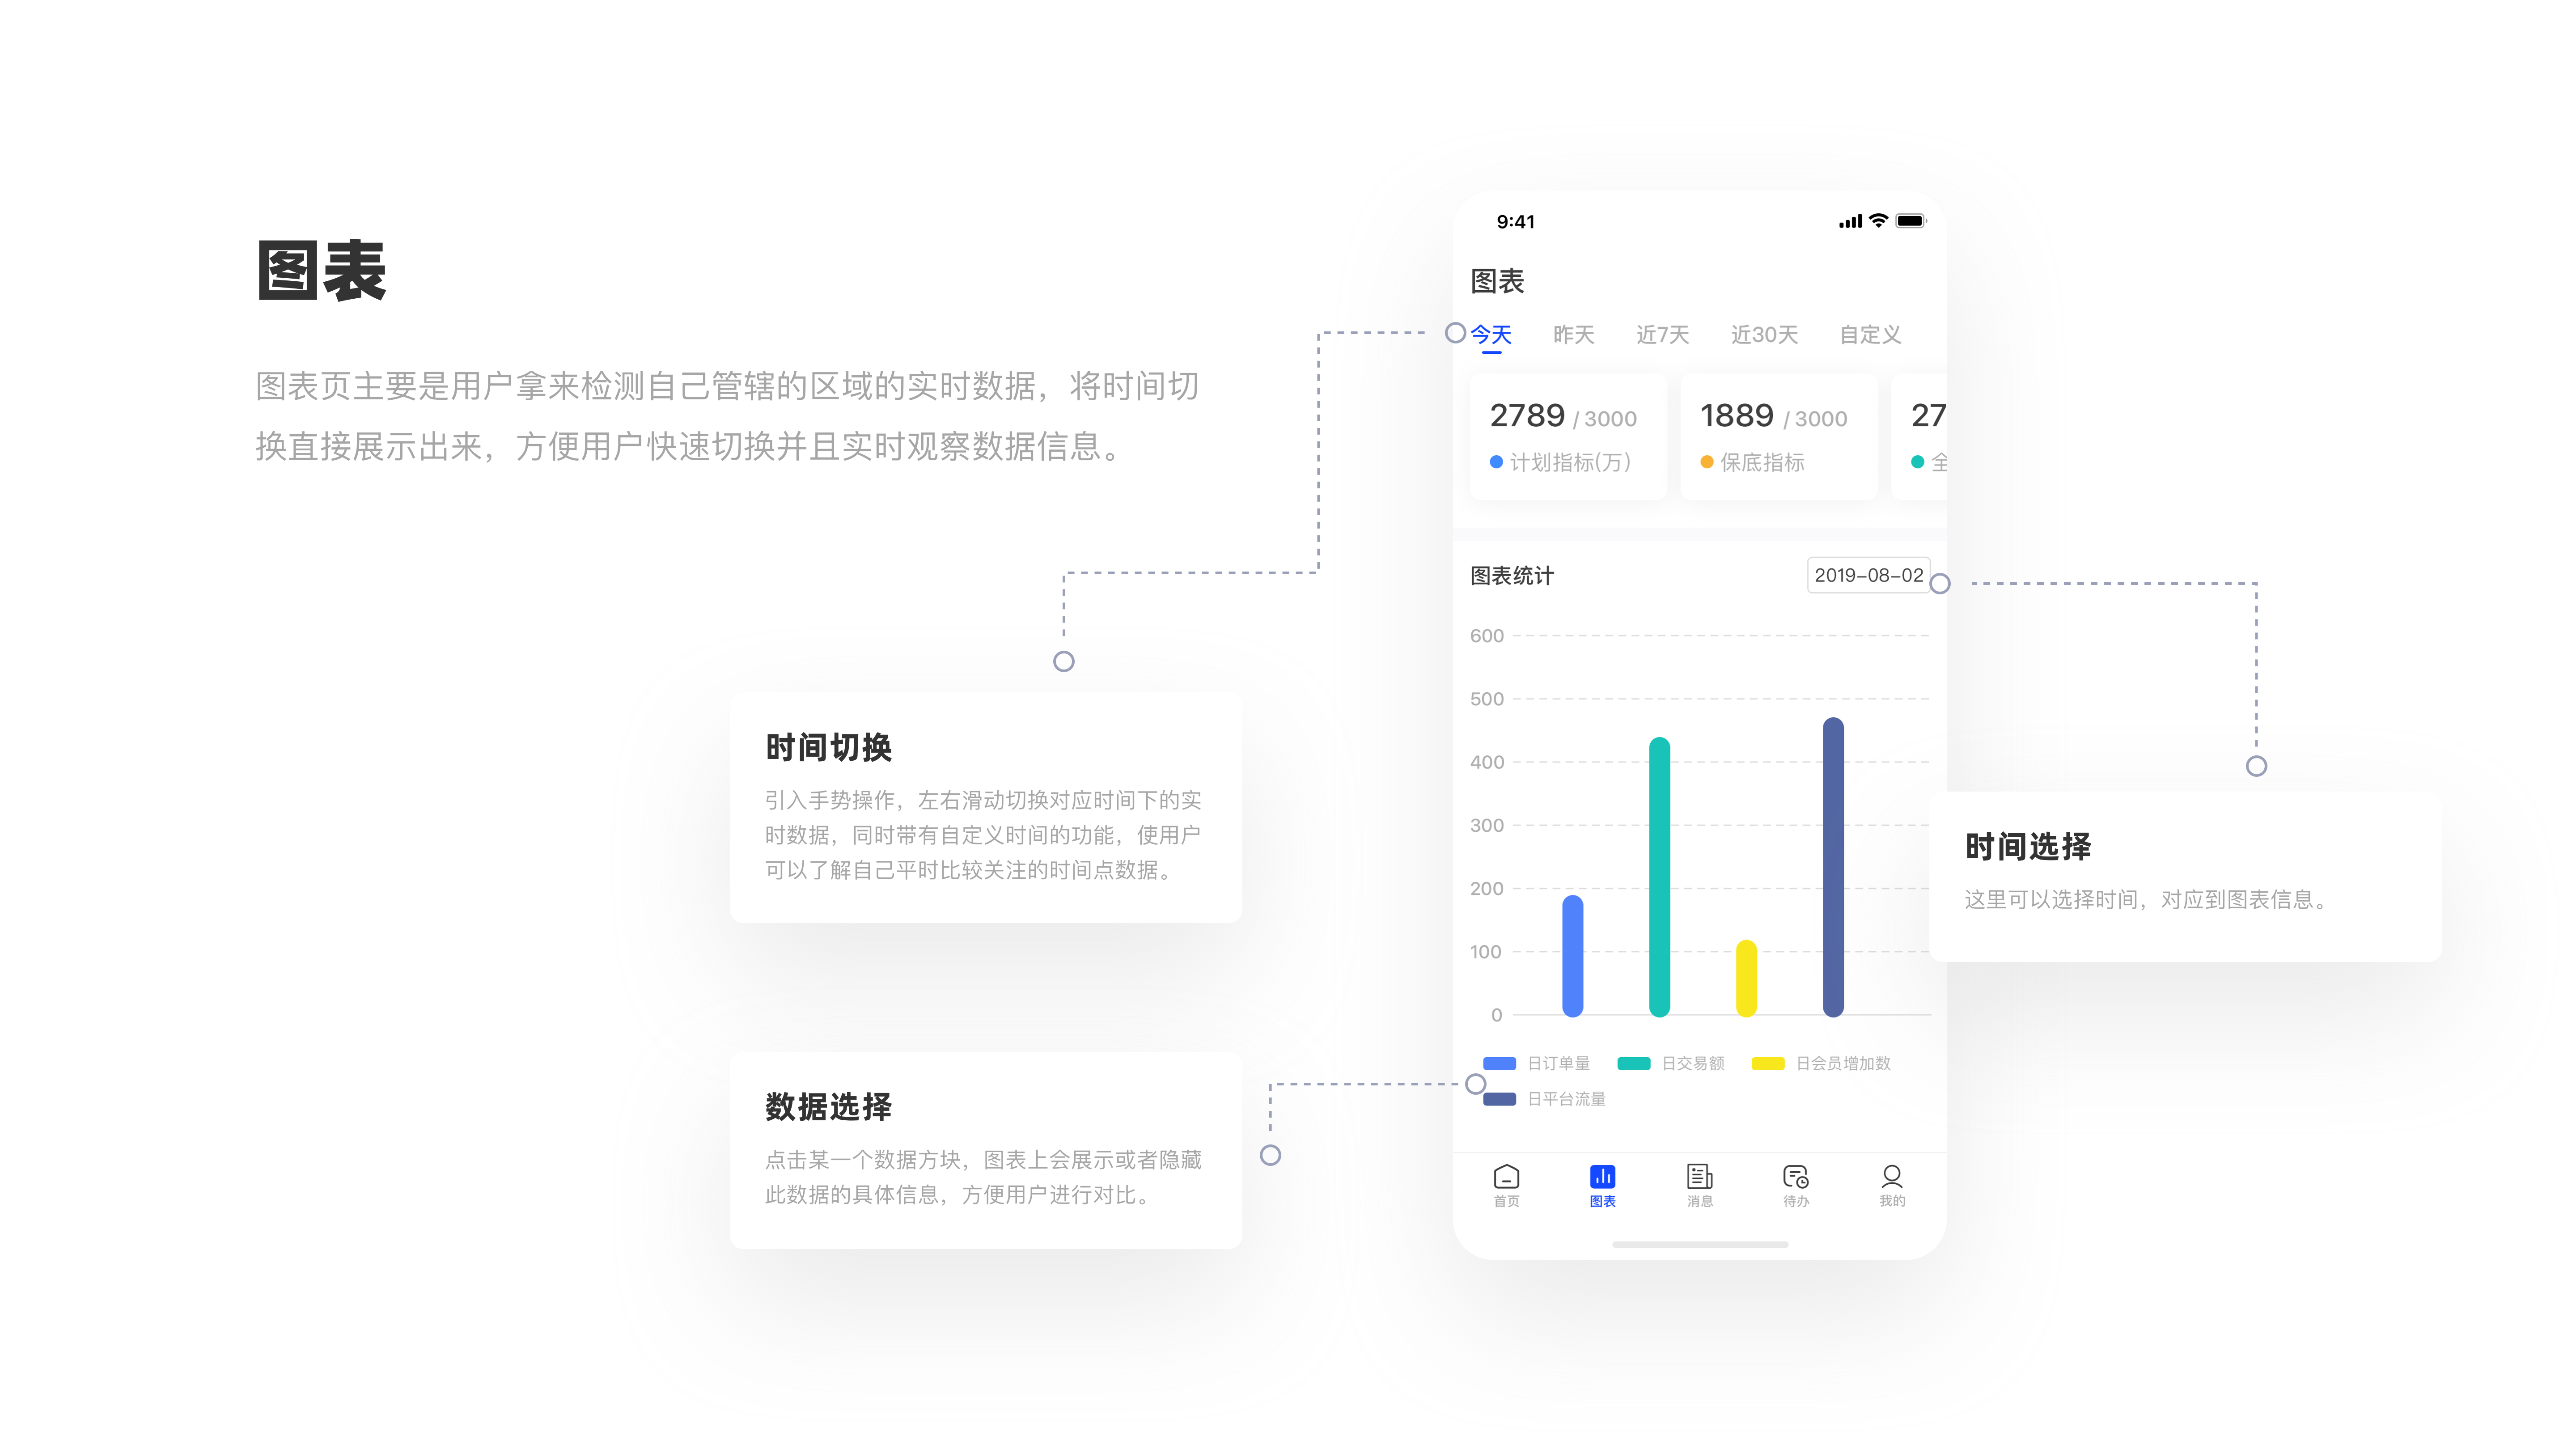 图表
图表页主要是用户拿来检测自己管辖的区域的实时数据，将时间切
换直接展示出来，方便用户快速切换并且实时观察数据信息。
时间切换
引入手势操作，左右滑动切换对应时间下的实
时数据，同时带有自定义时间的功能，使用户
可以了解自己平时比较关注的时间点数据。
数据选择
点击某一个数据方块，图表上会展示或者隐藏
此数据的具体信息，方便用户进行对比。
9:41
图表
今天 昨天 近7天 近30天 自定义
2789 / 3000 1889 / 3000 27
计划指标(万) 保底指标 全
图表统计 2019-08-02
600
500
400
300
200
100
0
日订单量 日交易额 日会员增加数
日平台流量
首页 图表 消息 待办 我的
时间选择
这里可以选择时间，对应到图表信息。